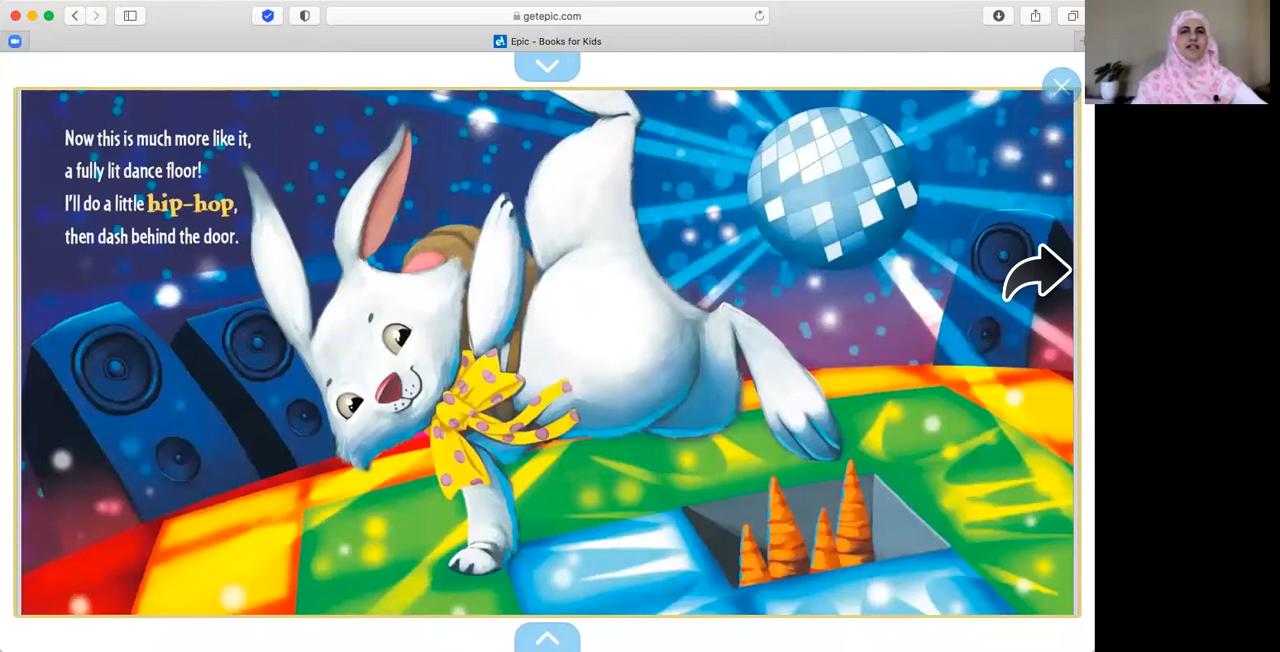 getepic.com
Epic - Books for Kids
Now this is much more like it,
a fully lit dance floor!
I'll do a little hip-hop,
then dash behind the door.